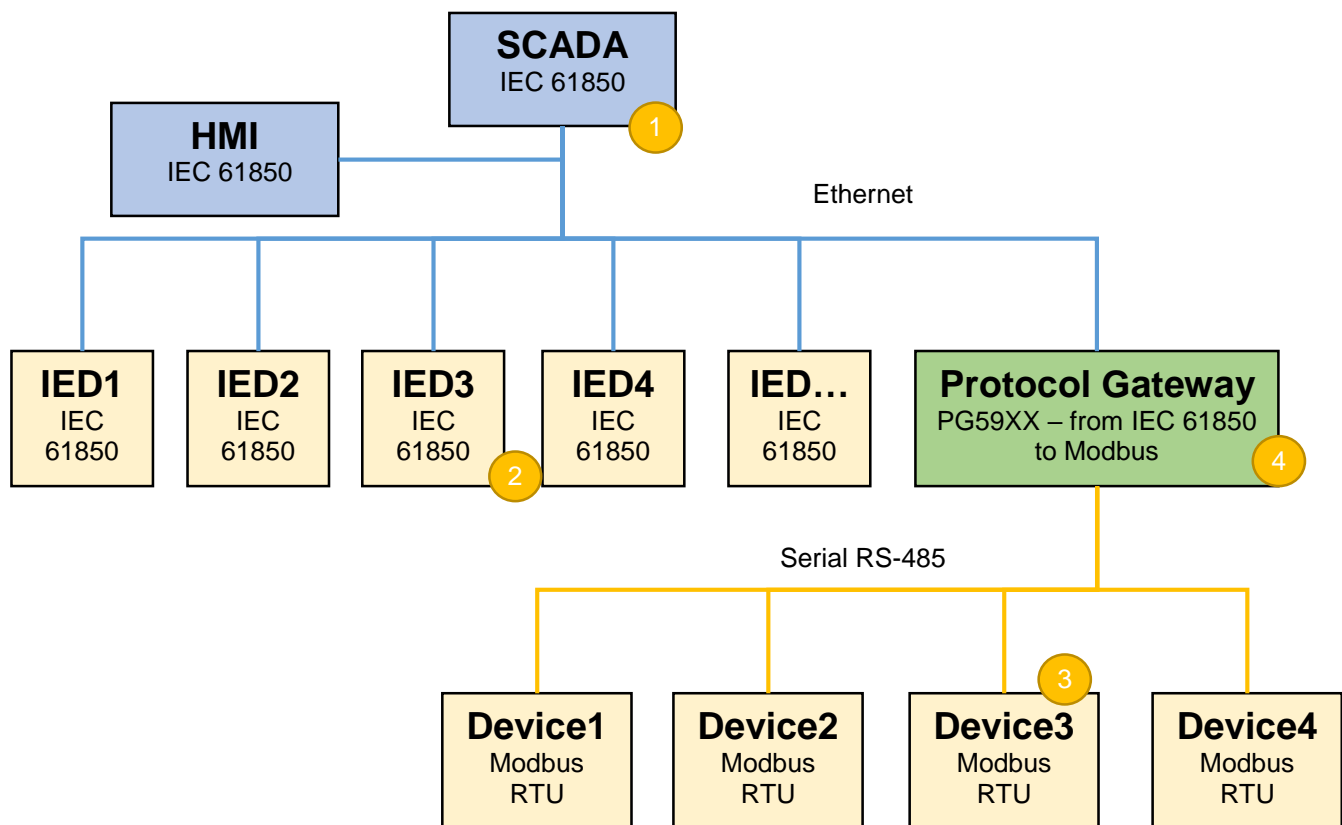 SCADA
IEC 61850
1
HMI
IEC 61850
Ethernet
IED1
IEC
61850
IED2
IEC
61850
IED3
IEC
61850
2
IED4
IEC
61850
IED…
IEC
61850
Protocol Gateway
PG59XX – from IEC 61850
to Modbus
4
Serial RS-485
Device1
Modbus
RTU
Device2
Modbus
RTU
3
Device3
Modbus
RTU
Device4
Modbus
RTU